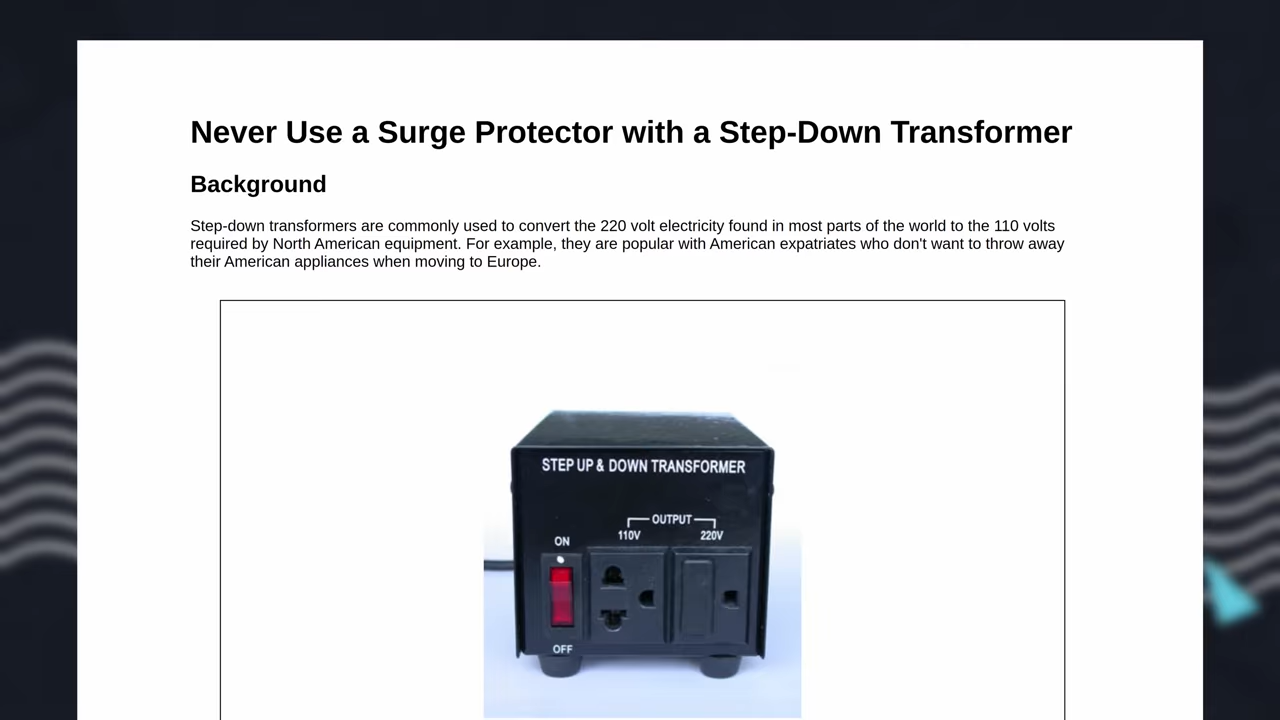 Never Use a Surge Protector with a Step-Down Transformer
Background
Step-down transformers are commonly used to convert the 220 volt electricity found in most parts of the world to the 110 volts
required by North American equipment. For example, they are popular with American expatriates who don't want to throw away
their American appliances when moving to Europe.
STEP UP & DOWN TRANSFORMER
OUTPUT
ON
110V
220V
OFF